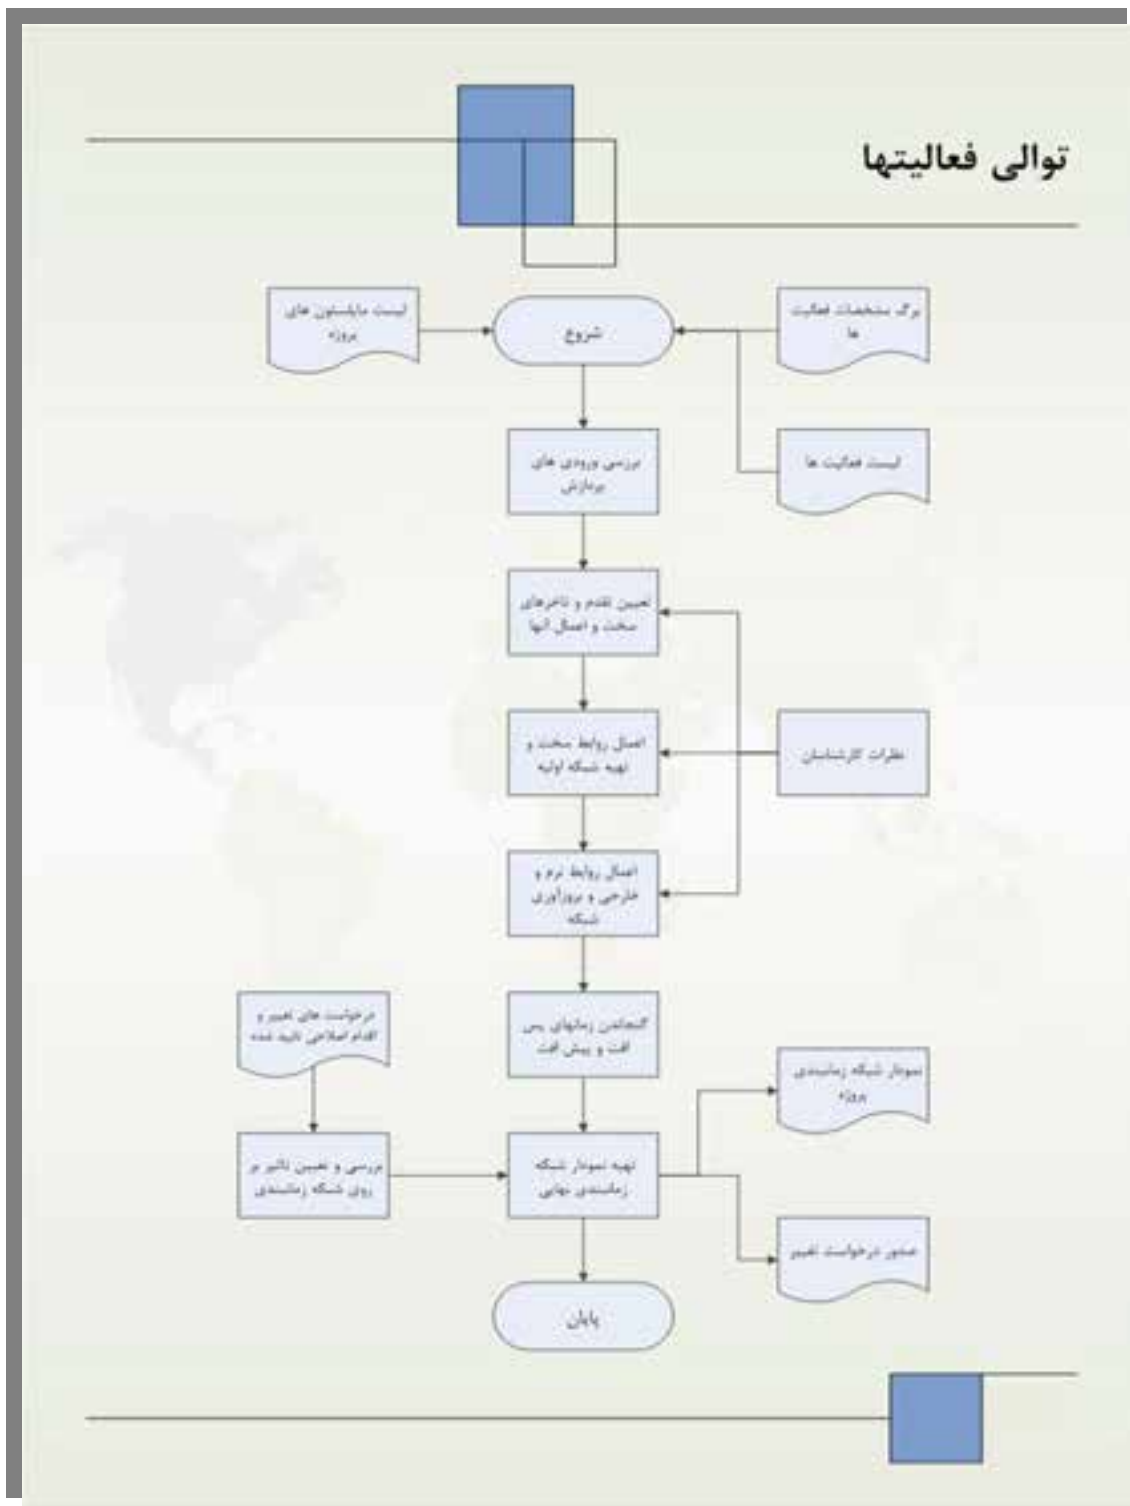 توالی فعالیتها
برگ مشخصات فعالیت
ها
شروع
لیست مایلستون های
پروژه
لیست فعالیت ها
بررسی ورودی های
پردازش
تعیین تقدم و تاخرهای
سخت و اعمال آنها
نظرات کارشناسان
اعمال روابط سخت و
تهیه شبکه اولیه
اعمال روابط نرم و
خارجی و بروزآوری
شبکه
گنجاندن زمانهای پس
افت و پیش افت
درخواست های تغییر و
اقدام اصلاحی تایید شده
نمودار شبکه زمانبندی
پروژه
تهیه نمودار شبکه
زمانبندی نهایی
بررسی و تعیین تاثیر بر
روی شبکه زمانبندی
صدور درخواست تغییر
پایان